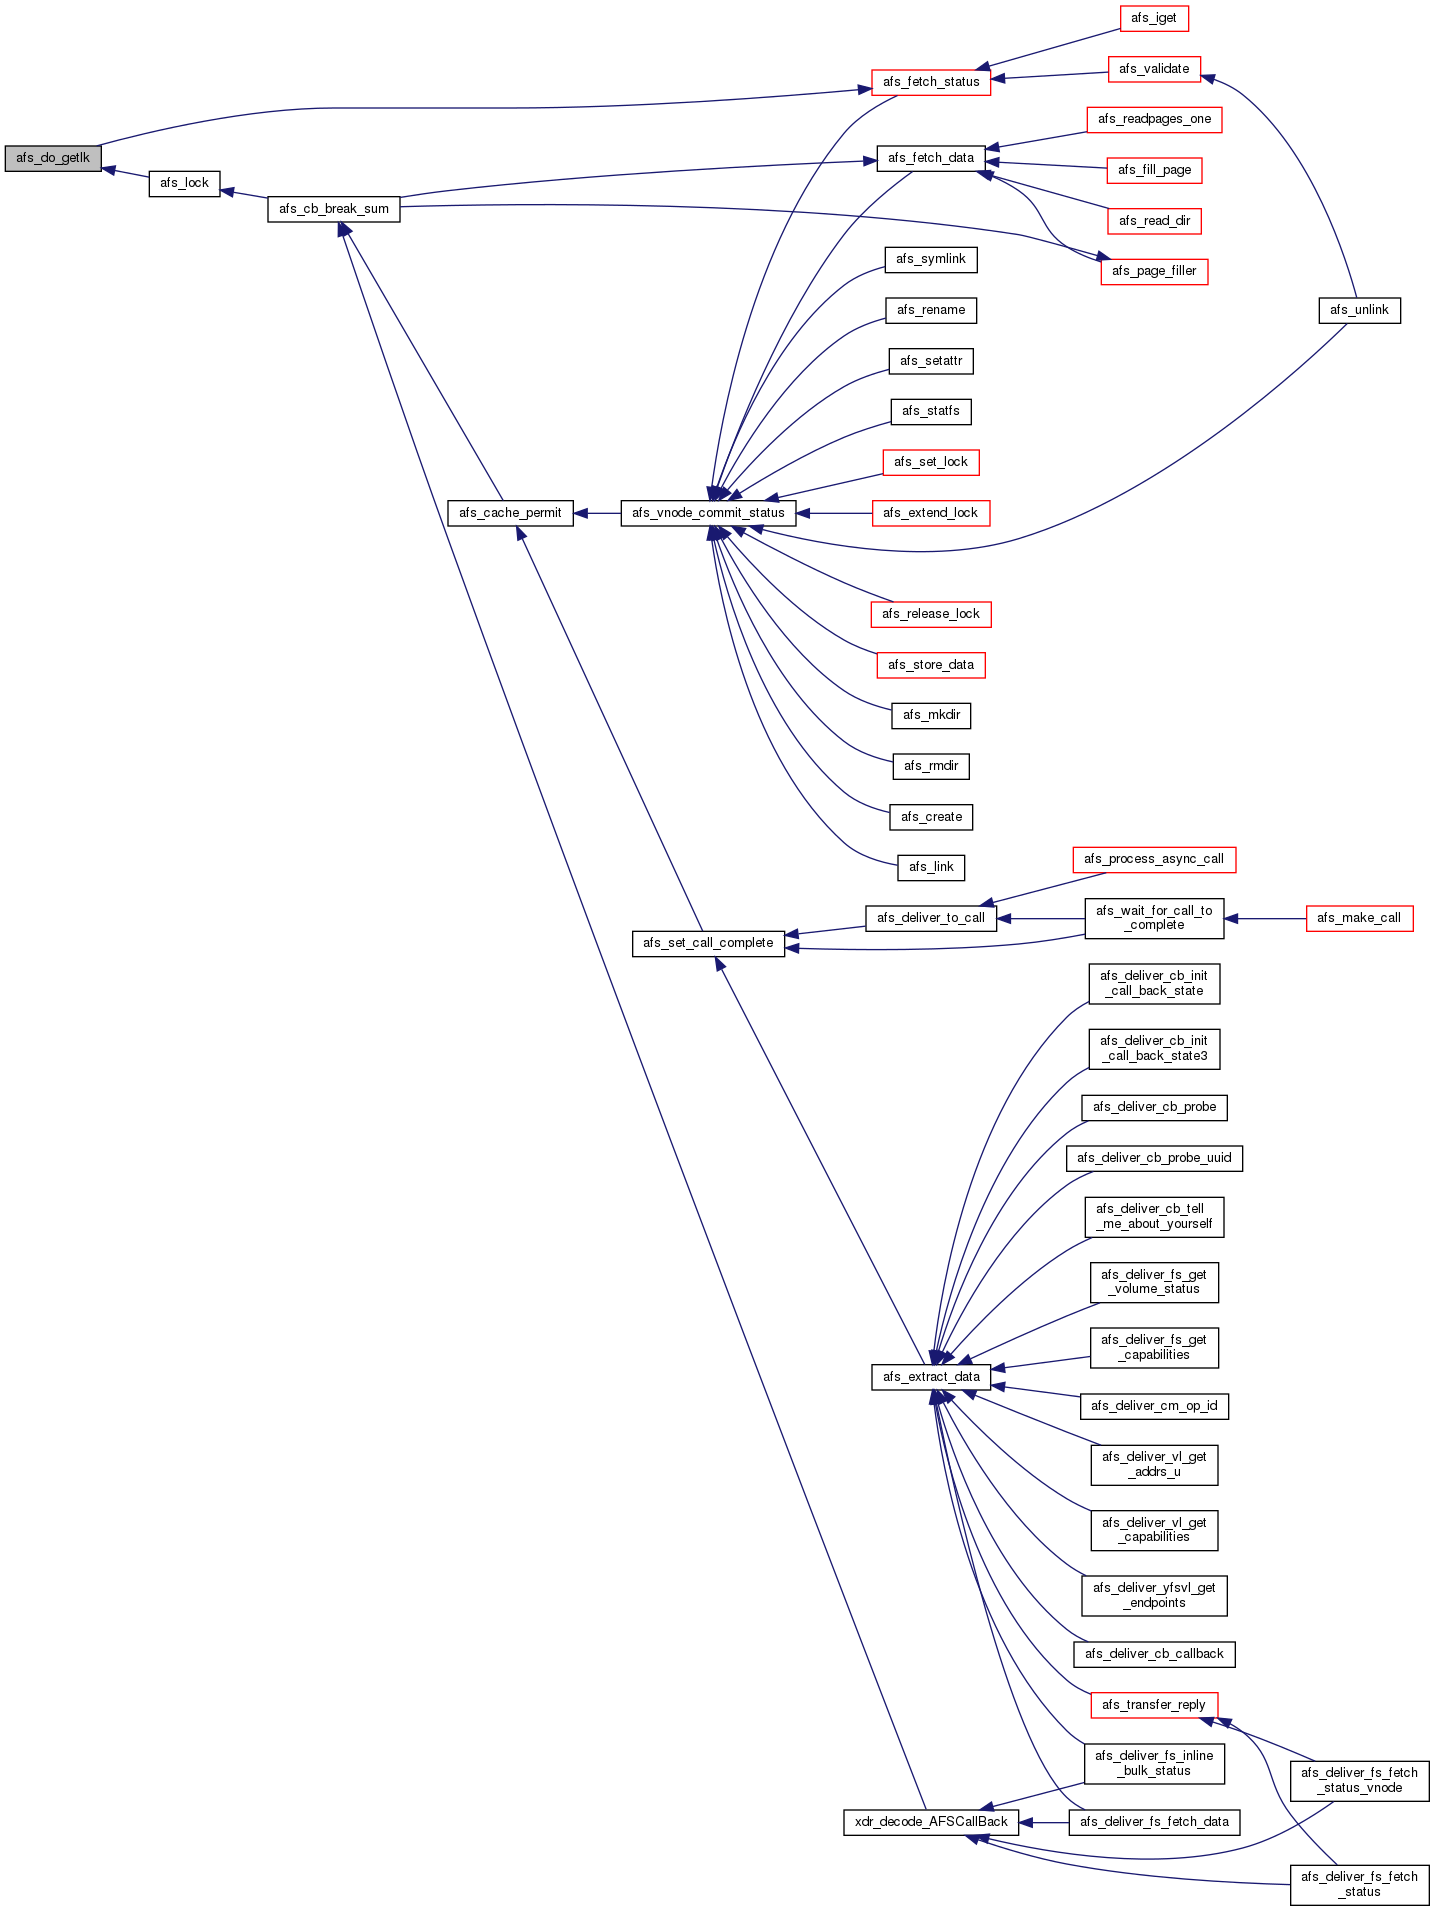 afs_iget
afs_validate
afs_fetch_status
afs_readpages_one
afs_do_getlk
afs_fetch_data
afs_fill_page
afs_lock
afs_cb_break_sum
afs_read_dir
afs_symlink
afs_page_filler
afs_rename
afs_unlink
afs_setattr
afs_statfs
afs_set_lock
afs_cache_permit
afs_vnode_commit_status
afs_extend_lock
afs_release_lock
afs_store_data
afs_mkdir
afs_rmdir
afs_create
afs_link
afs_process_async_call
afs_deliver_to_call
afs_wait_for_call_to
_complete
afs_make_call
afs_set_call_complete
afs_deliver_cb_init
_call_back_state
afs_deliver_cb_init
_call_back_state3
afs_deliver_cb_probe
afs_deliver_cb_probe_uuid
afs_deliver_cb_tell
_me_about_yourself
afs_deliver_fs_get
_volume_status
afs_deliver_fs_get
_capabilities
afs_extract_data
afs_deliver_cm_op_id
afs_deliver_vl_get
_addrs_u
afs_deliver_vl_get
_capabilities
afs_deliver_yfsvl_get
_endpoints
afs_deliver_cb_callback
afs_transfer_reply
afs_deliver_fs_inline
_bulk_status
afs_deliver_fs_fetch
_status_vnode
xdr_decode_AFSCallBack
afs_deliver_fs_fetch_data
afs_deliver_fs_fetch
_status